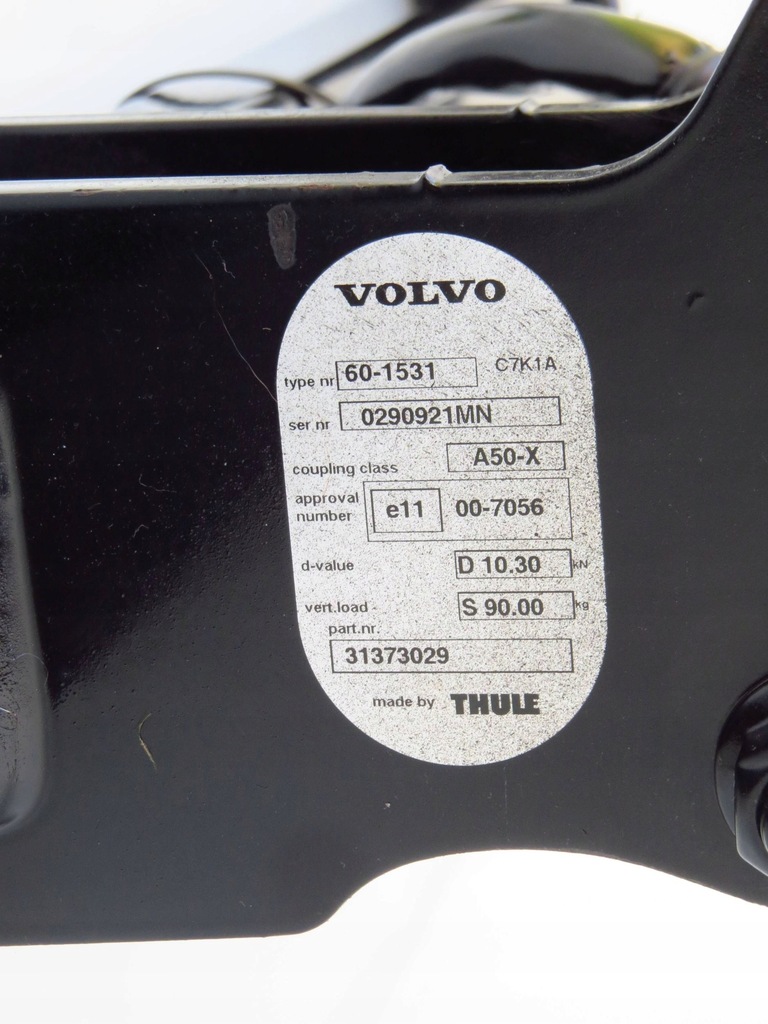 VOLVO
type nr 60-1531 C7K1A
ser nr 0290921MN
coupling class A50-X
approval number e11 00-7056
d-value D 10.30 kN
vert.load S 90.00 kg
part.nr.
31373029
made by THULE